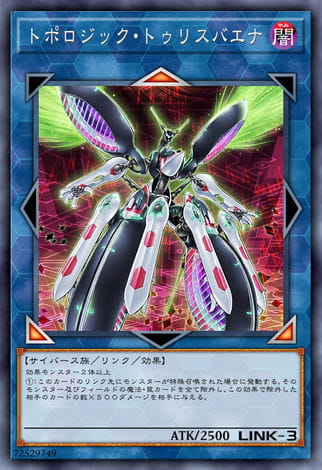 トポロジック・トゥリスバエナ
闇
やみ
【サイバース族／リンク／効果】
効果モンスター２体以上
①：このカードのリンク先にモンスターが特殊召喚された場合に発動する。その
モンスター及びフィールドの魔法・罠カードを全て除外し、この効果で除外した
相手のカードの数×５００ダメージを相手に与える。
ATK/2500 LINK-3
72529749